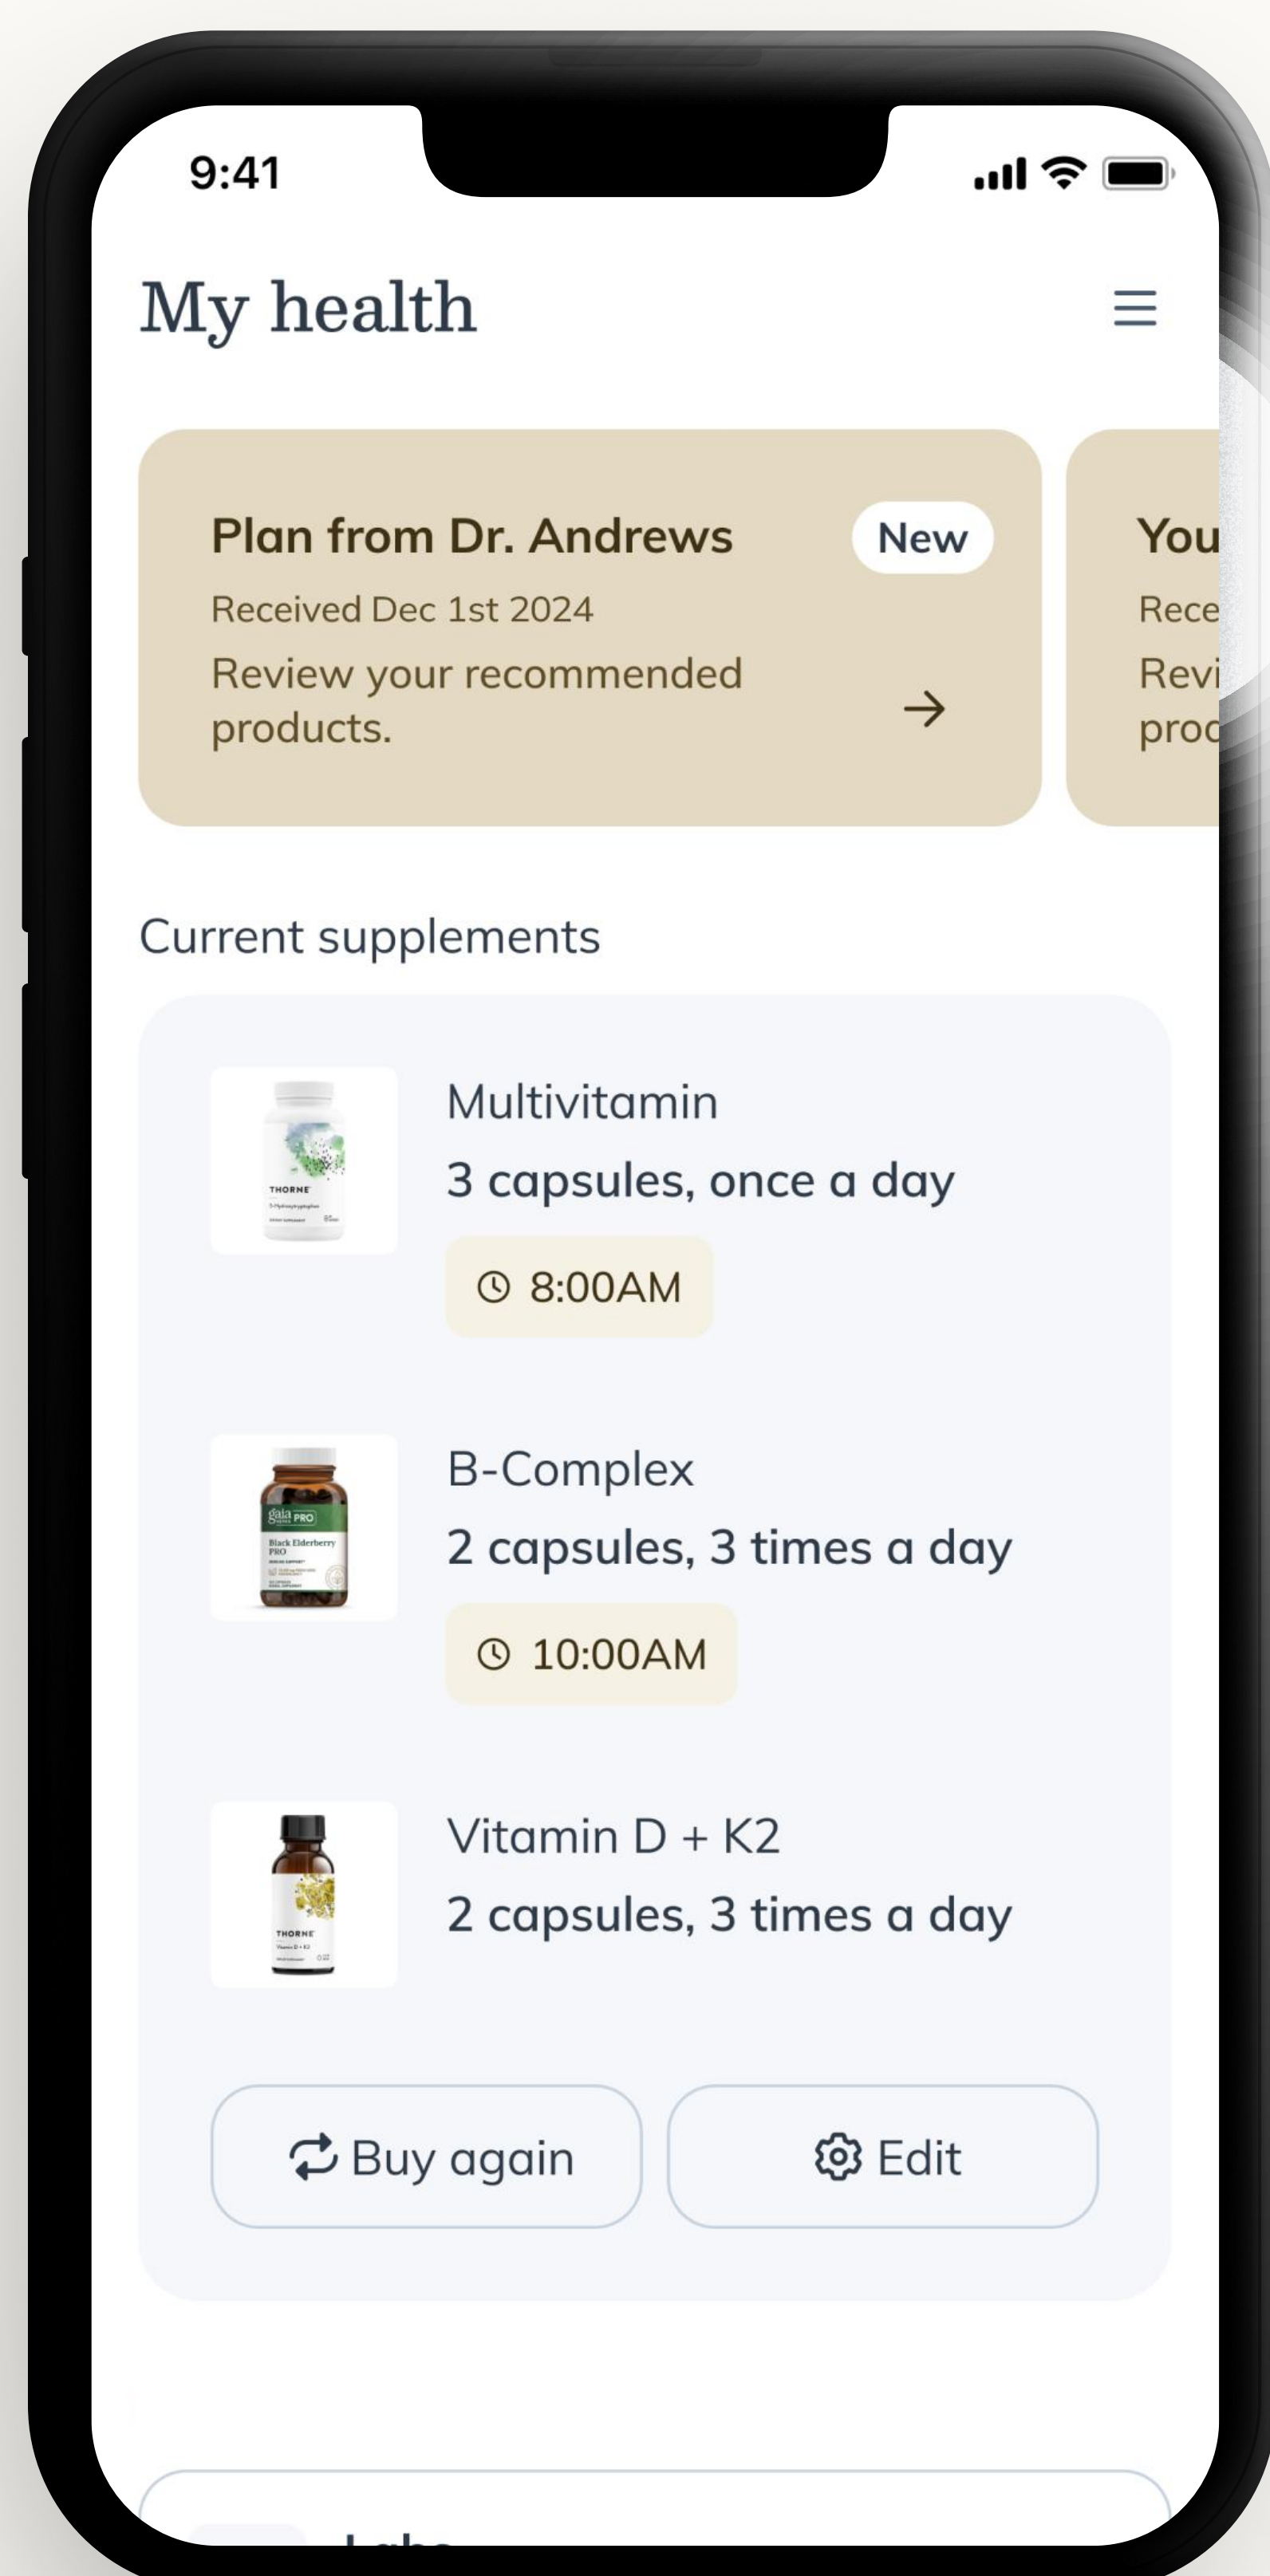 9:41
My health
Plan from Dr. Andrews
New
Received Dec 1st 2024
Review your recommended
products.
You
Rece
Revi
Current supplements
Multivitamin
3 capsules, once a day
THORNE
8:00AM
B-Complex
2 capsules, 3 times a day
gaia PRO
Black Elderberry
PRO
10:00AM
Vitamin D + K2
2 capsules, 3 times a day
THORNE
Vitamin D + K2
Buy again
Edit
Labs